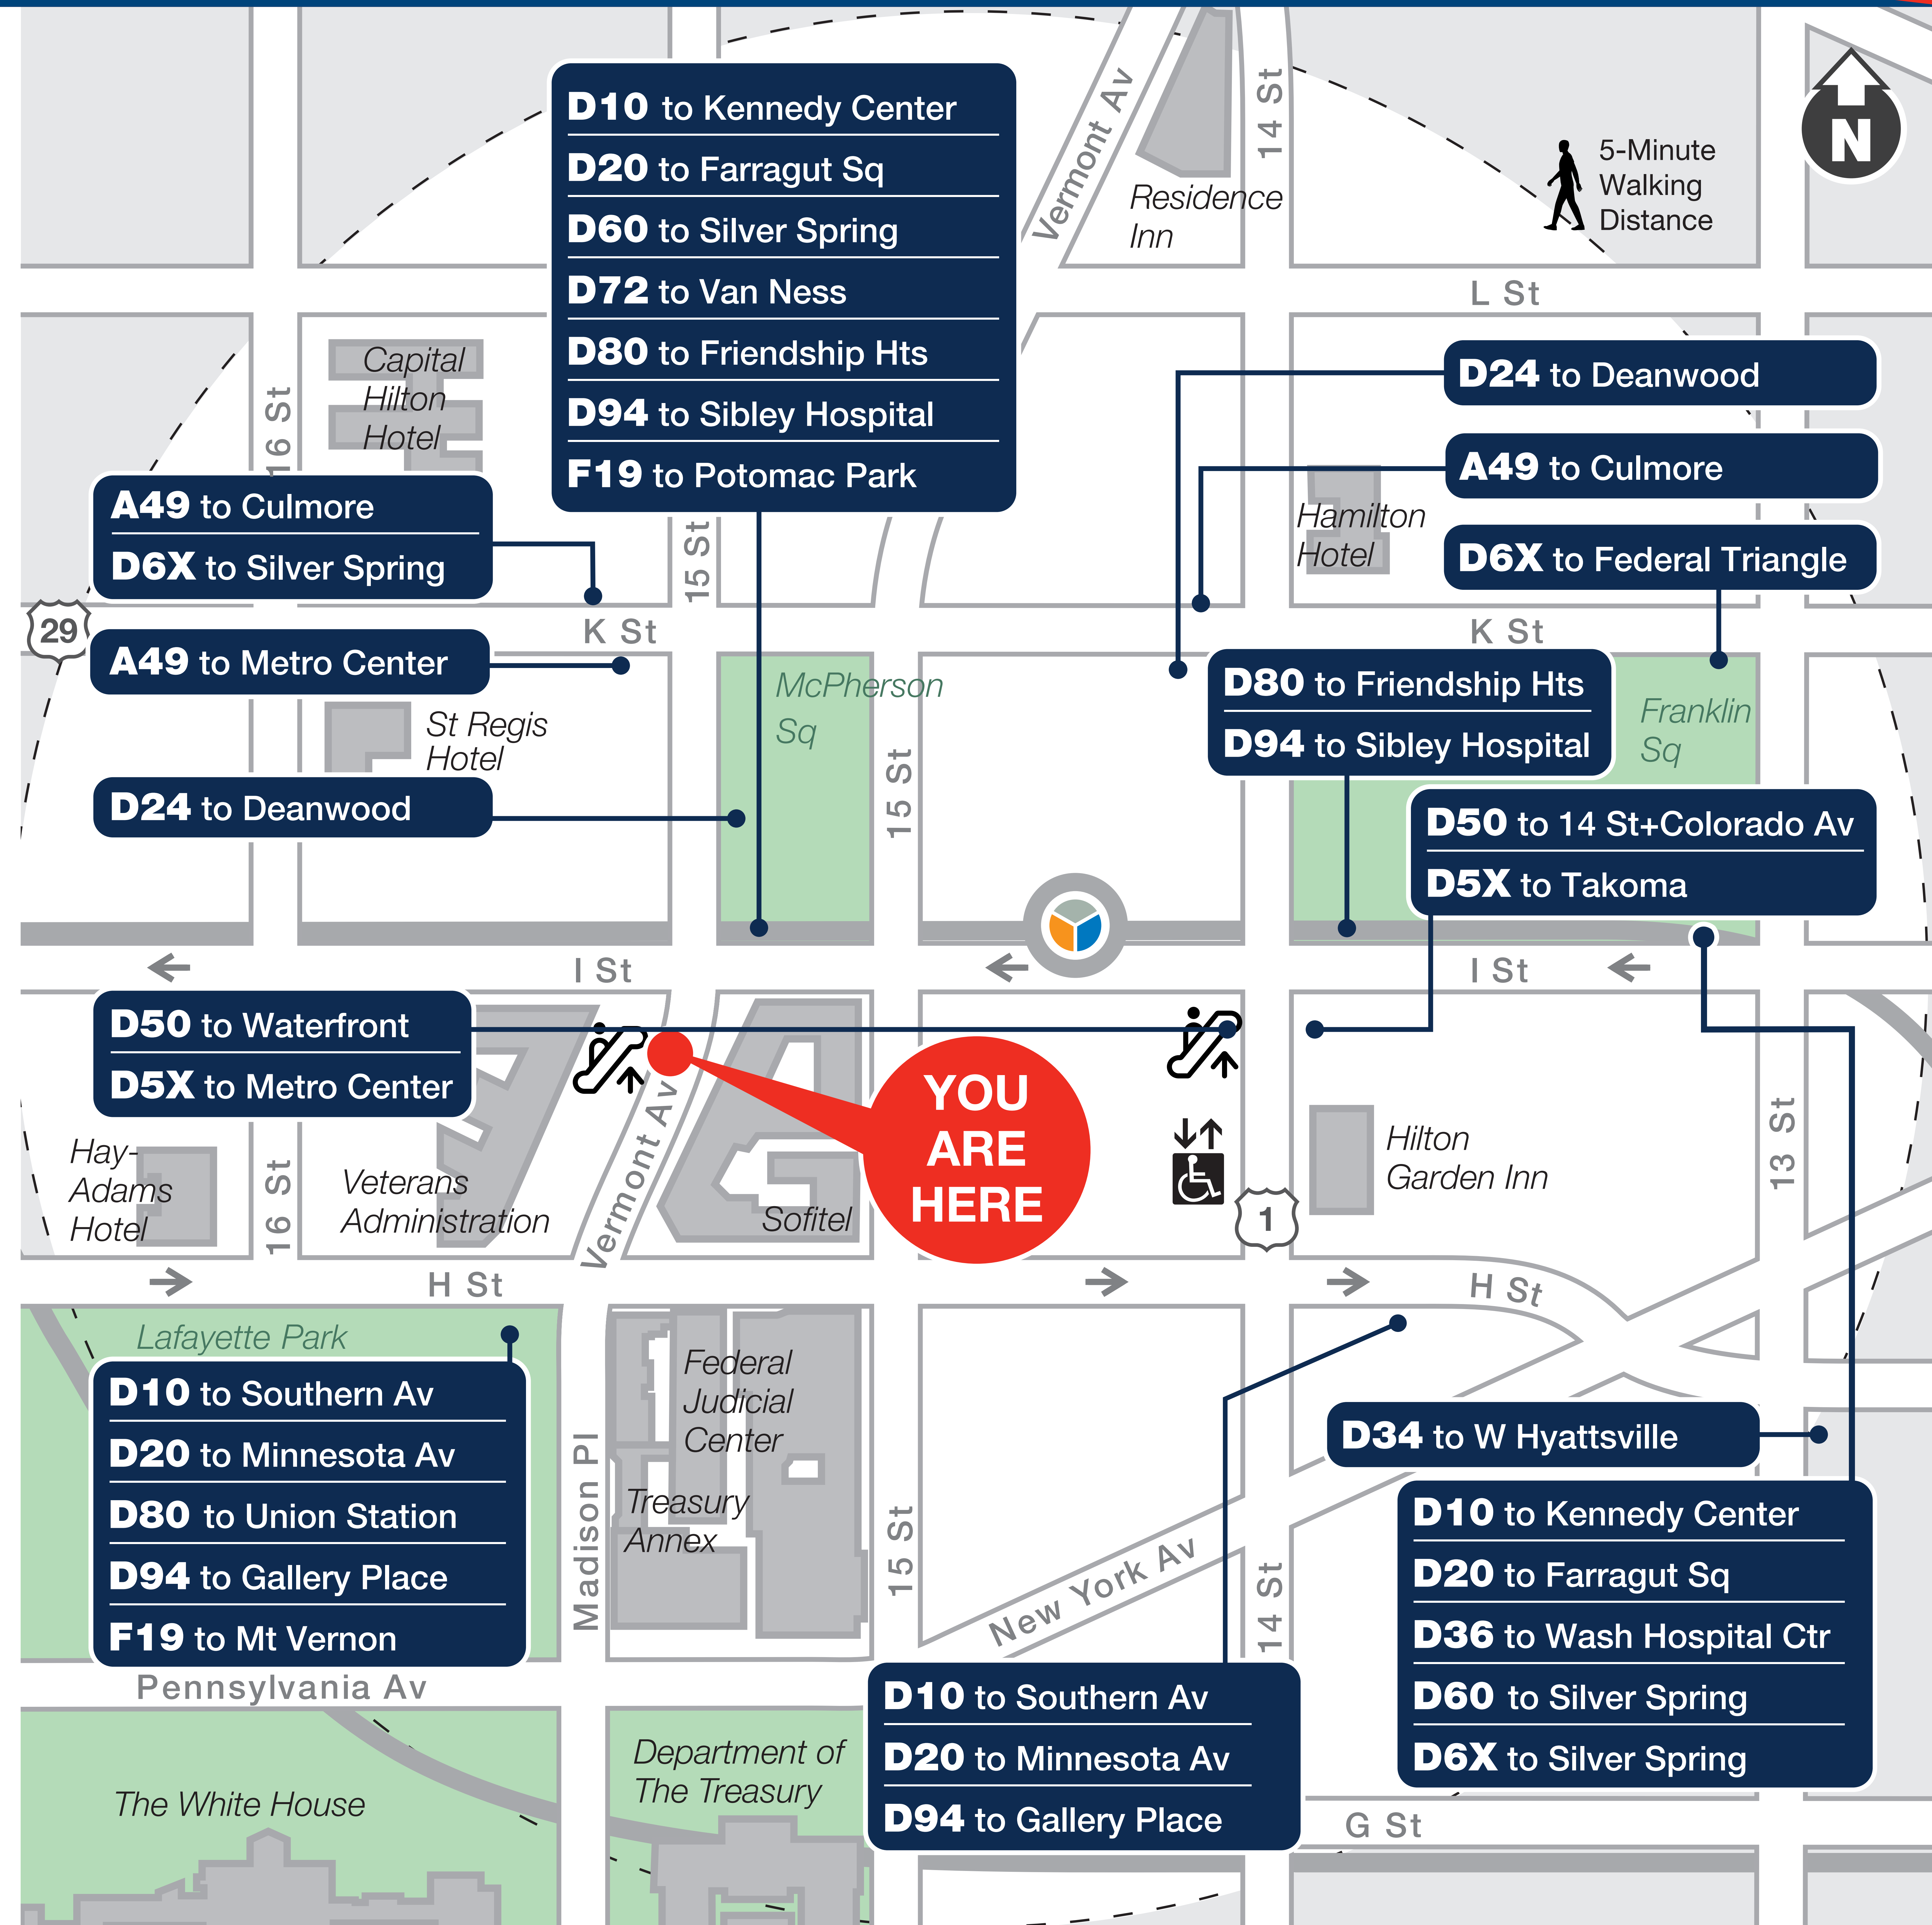 D10 to Kennedy Center
D20 to Farragut Sq
D60 to Silver Spring
D72 to Van Ness
D80 to Friendship Hts
D94 to Sibley Hospital
F19 to Potomac Park
Vermont Av
14 St
Residence
Inn
5-Minute
Walking
Distance
N
L St
Capital
Hilton
Hotel
16 St
D24 to Deanwood
A49 to Culmore
D6X to Federal Triangle
Hamilton
Hotel
A49 to Culmore
D6X to Silver Spring
15 St
29
K St
K St
A49 to Metro Center
McPherson
Sq
D80 to Friendship Hts
D94 to Sibley Hospital
Franklin
Sq
St Regis
Hotel
D24 to Deanwood
15 St
D50 to 14 St+Colorado Av
D5X to Takoma
I St
I St
D50 to Waterfront
D5X to Metro Center
YOU
ARE
HERE
Vermont Av
Hay-
Adams
Hotel
16 St
Veterans
Administration
Sofitel
1
Hilton
Garden Inn
13 St
H St
H St
Lafayette Park
D10 to Southern Av
D20 to Minnesota Av
D80 to Union Station
D94 to Gallery Place
F19 to Mt Vernon
Madison Pl
Federal
Judicial
Center
Treasury
Annex
15 St
New York Av
14 St
D34 to W Hyattsville
D10 to Kennedy Center
D20 to Farragut Sq
D36 to Wash Hospital Ctr
D60 to Silver Spring
D6X to Silver Spring
Pennsylvania Av
D10 to Southern Av
D20 to Minnesota Av
D94 to Gallery Place
Department of
The Treasury
The White House
G St